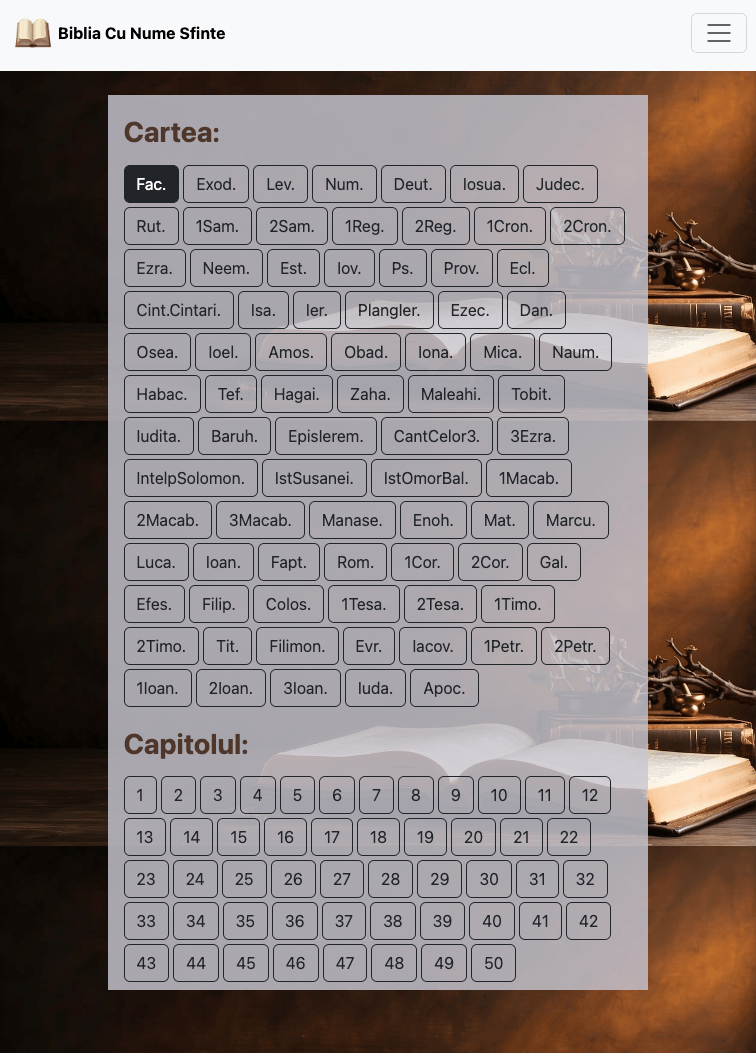 Biblia Cu Nume Sfinte
Cartea:
Fac. Exod. Lev. Num. Deut. Iosua. Judec.
Rut. 1Sam. 2Sam. 1Reg. 2Reg. 1Cron. 2Cron.
Ezra. Neem. Est. Iov. Ps. Prov. Ecl.
Cint.Cintari. Isa. Ier. Plangler. Ezec. Dan.
Osea. Ioel. Amos. Obad. Iona. Mica. Naum.
Habac. Tef. Hagai. Zaha. Maleahi. Tobit.
Iudita. Baruh. Epislerem. CantCelor3. 3Ezra.
IntelpSolomon. IstSusanei. IstOmorBal. 1Macab.
2Macab. 3Macab. Manase. Enoh. Mat. Marcu.
Luca. Ioan. Fapt. Rom. 1Cor. 2Cor. Gal.
Efes. Filip. Colos. 1Tesa. 2Tesa. 1Timo.
2Timo. Tit. Filimon. Evr. Iacov. 1Petr. 2Petr.
1Ioan. 2Ioan. 3Ioan. Iuda. Apoc.
Capitolul:
1 2 3 4 5 6 7 8 9 10 11 12
13 14 15 16 17 18 19 20 21 22
23 24 25 26 27 28 29 30 31 32
33 34 35 36 37 38 39 40 41 42
43 44 45 46 47 48 49 50